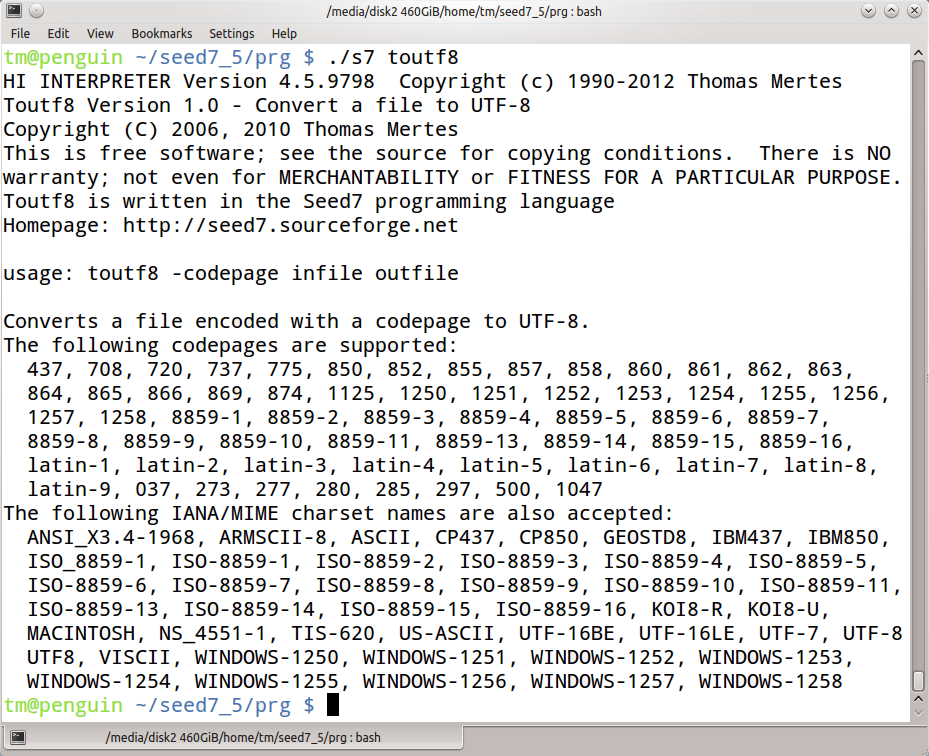 /media/disk2 460GiB/home/tm/seed7_5/prg : bash
File Edit View Bookmarks Settings Help
tm@penguin ~/seed7_5/prg $ ./s7 toutf8
HI INTERPRETER Version 4.5.9798  Copyright (c) 1990-2012 Thomas Mertes
Toutf8 Version 1.0 - Convert a file to UTF-8
Copyright (C) 2006, 2010 Thomas Mertes
This is free software; see the source for copying conditions.  There is NO
warranty; not even for MERCHANTABILITY or FITNESS FOR A PARTICULAR PURPOSE.
Toutf8 is written in the Seed7 programming language
Homepage: http://seed7.sourceforge.net

usage: toutf8 -codepage infile outfile

Converts a file encoded with a codepage to UTF-8.
The following codepages are supported:
  437, 708, 720, 737, 775, 850, 852, 855, 857, 858, 860, 861, 862, 863,
  864, 865, 866, 869, 874, 1125, 1250, 1251, 1252, 1253, 1254, 1255, 1256,
  1257, 1258, 8859-1, 8859-2, 8859-3, 8859-4, 8859-5, 8859-6, 8859-7,
  8859-8, 8859-9, 8859-10, 8859-11, 8859-13, 8859-14, 8859-15, 8859-16,
  latin-1, latin-2, latin-3, latin-4, latin-5, latin-6, latin-7, latin-8,
  latin-9, 037, 273, 277, 280, 285, 297, 500, 1047
The following IANA/MIME charset names are also accepted:
  ANSI_X3.4-1968, ARMSCII-8, ASCII, CP437, CP850, GEOSTD8, IBM437, IBM850,
  ISO_8859-1, ISO-8859-1, ISO-8859-2, ISO-8859-3, ISO-8859-4, ISO-8859-5,
  ISO-8859-6, ISO-8859-7, ISO-8859-8, ISO-8859-9, ISO-8859-10, ISO-8859-11,
  ISO-8859-13, ISO-8859-14, ISO-8859-15, ISO-8859-16, KOI8-R, KOI8-U,
  MACINTOSH, NS_4551-1, TIS-620, US-ASCII, UTF-16BE, UTF-16LE, UTF-7, UTF-8
  UTF8, VISCII, WINDOWS-1250, WINDOWS-1251, WINDOWS-1252, WINDOWS-1253,
  WINDOWS-1254, WINDOWS-1255, WINDOWS-1256, WINDOWS-1257, WINDOWS-1258
tm@penguin ~/seed7_5/prg $
/media/disk2 460GiB/home/tm/seed7_5/prg : bash